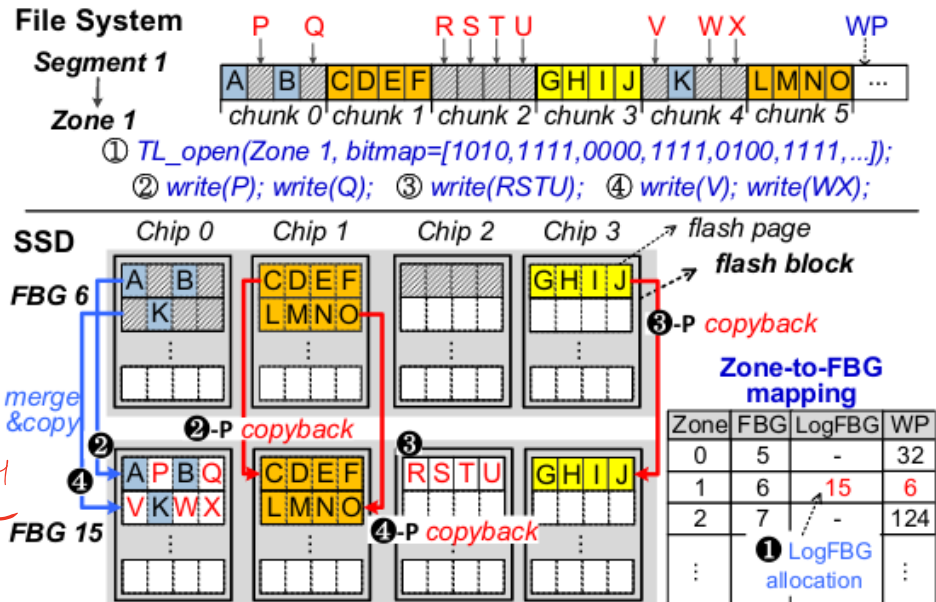 File System
P Q R S T U V W X WP
Segment 1
A B C D E F G H I J K L M N O ...
Zone 1
chunk 0 chunk 1 chunk 2 chunk 3 chunk 4 chunk 5
① TL_open(Zone 1, bitmap=[1010,1111,0000,1111,0100,1111,...]);
② write(P); write(Q); ③ write(RSTU); ④ write(V); write(WX);
SSD
Chip 0 Chip 1 Chip 2 Chip 3
flash page
flash block
FBG 6
A B C D E F G H I J
K L M N O
❸-P copyback
merge
&copy
❷-P copyback
Zone-to-FBG
mapping
Zone FBG LogFBG WP
0 5 - 32
1 6 15 6
2 7 - 124
❶ LogFBG
allocation
❷ ❸
❹
A P B Q C D E F R S T U G H I J
V K W X L M N O
FBG 15
❹-P copyback